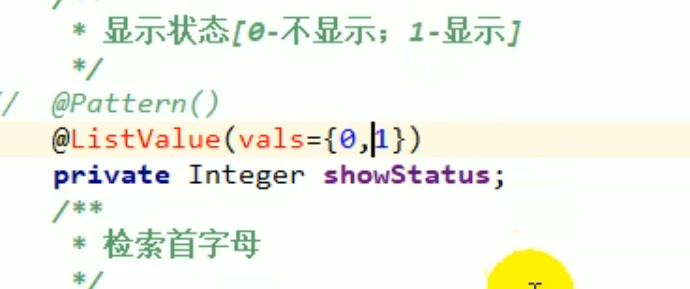 /**
* 显示状态[0-不显示；1-显示]
*/
// @Pattern()
@ListValue(vals={0,1})
private Integer showStatus;
/**
* 检索首字母
*/